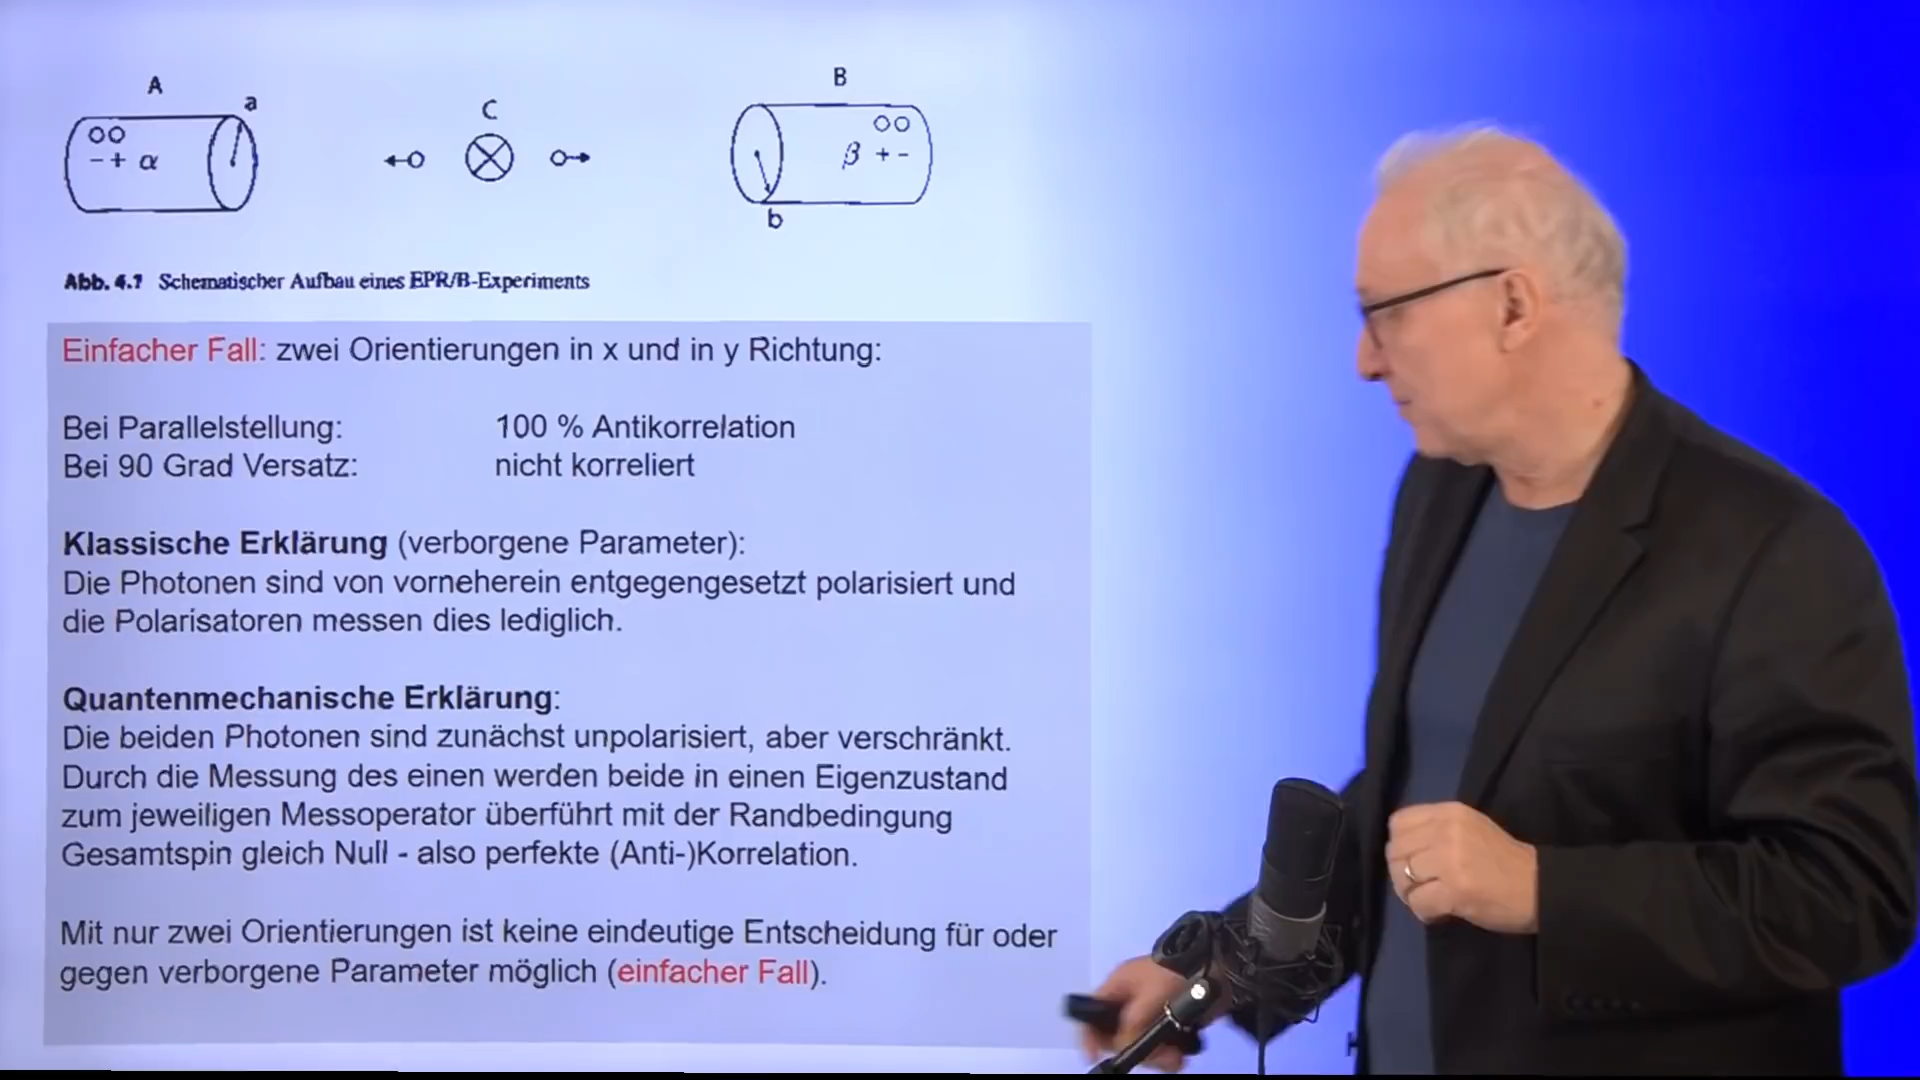 A
a
- + α
C
B
β + -
b
Abb. 4.1 Schematischer Aufbau eines EPR/B-Experiments
Einfacher Fall: zwei Orientierungen in x und in y Richtung:
Bei Parallelstellung: 100 % Antikorrelation
Bei 90 Grad Versatz: nicht korreliert
Klassische Erklärung (verborgene Parameter):
Die Photonen sind von vorneherein entgegengesetzt polarisiert und
die Polarisatoren messen dies lediglich.
Quantenmechanische Erklärung:
Die beiden Photonen sind zunächst unpolarisiert, aber verschränkt.
Durch die Messung des einen werden beide in einen Eigenzustand
zum jeweiligen Messoperator überführt mit der Randbedingung
Gesamtspin gleich Null - also perfekte (Anti-)Korrelation.
Mit nur zwei Orientierungen ist keine eindeutige Entscheidung für oder
gegen verborgene Parameter möglich (einfacher Fall).